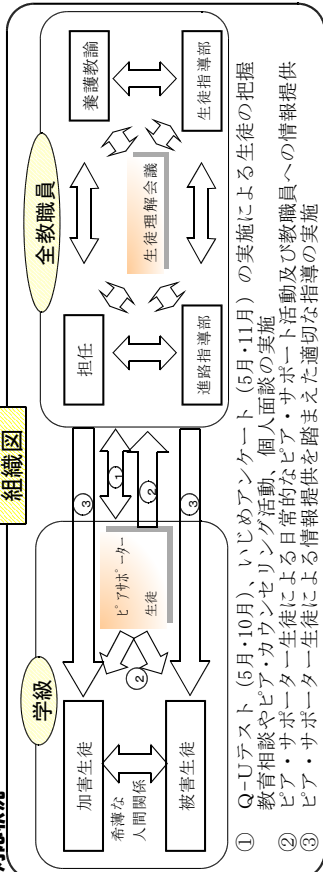 組織図
学級
全教職員
加害生徒
希薄な
人間関係
被害生徒
ピアサポーター
生徒
②
③
①
②
③
担任
進路指導部
生徒理解会議
養護教諭
生徒指導部
① Q-Uテスト(5月・10月)、いじめアンケート(5月・11月)の実施による生徒の把握
教育相談やピア・カウンセリング活動、個人面談の実施
② ピア・サポーター生徒による日常的なピア・サポート活動及び教職員への情報提供
③ ピア・サポーター生徒による情報提供を踏まえた適切な指導の実施